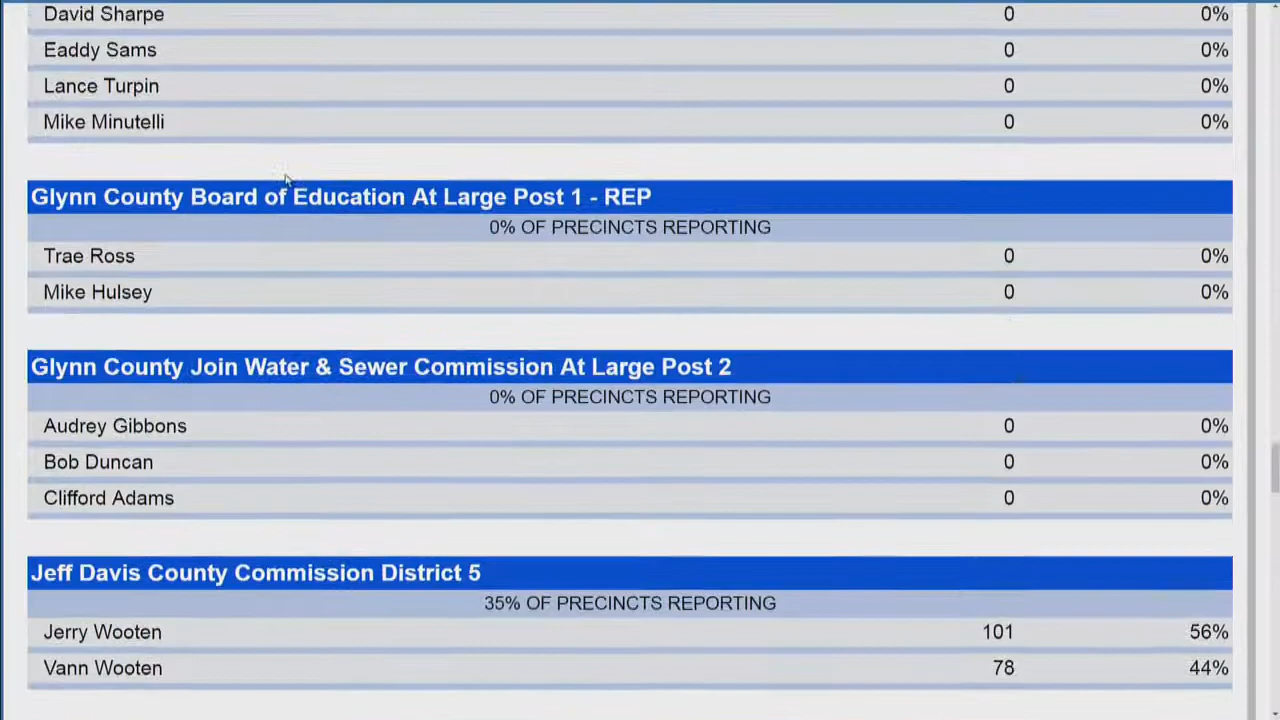 David Sharpe 0 0%
Eaddy Sams 0 0%
Lance Turpin 0 0%
Mike Minutelli 0 0%
Glynn County Board of Education At Large Post 1 - REP
0% OF PRECINCTS REPORTING
Trae Ross 0 0%
Mike Hulsey 0 0%
Glynn County Join Water & Sewer Commission At Large Post 2
0% OF PRECINCTS REPORTING
Audrey Gibbons 0 0%
Bob Duncan 0 0%
Clifford Adams 0 0%
Jeff Davis County Commission District 5
35% OF PRECINCTS REPORTING
Jerry Wooten 101 56%
Vann Wooten 78 44%